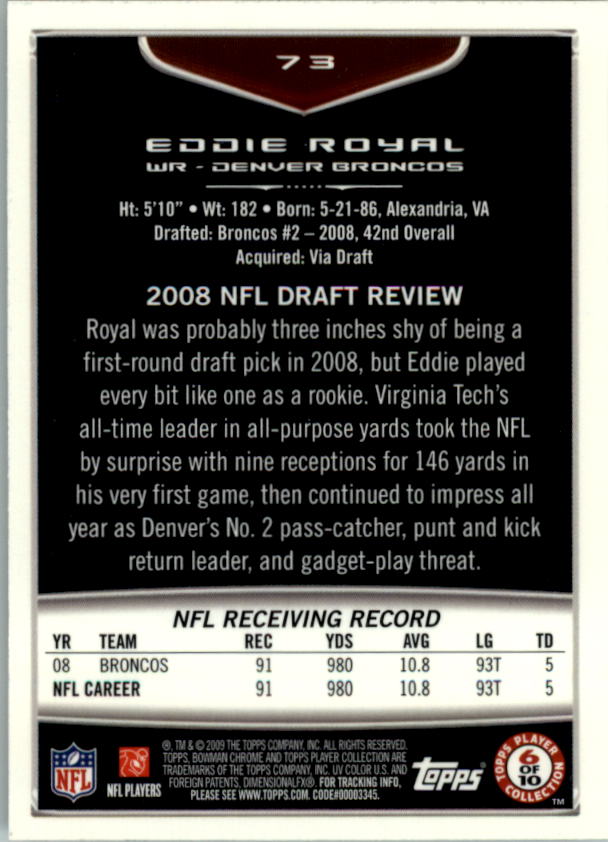 73
EDDIE ROYAL
WR - DENVER BRONCOS
Ht: 5'10" • Wt: 182 • Born: 5-21-86, Alexandria, VA
Drafted: Broncos #2 – 2008, 42nd Overall
Acquired: Via Draft
2008 NFL DRAFT REVIEW
Royal was probably three inches shy of being a
first-round draft pick in 2008, but Eddie played
every bit like one as a rookie. Virginia Tech's
all-time leader in all-purpose yards took the NFL
by surprise with nine receptions for 146 yards in
his very first game, then continued to impress all
year as Denver's No. 2 pass-catcher, punt and kick
return leader, and gadget-play threat.
NFL RECEIVING RECORD
YR TEAM REC YDS AVG LG TD
08 BRONCOS 91 980 10.8 93T 5
NFL CAREER 91 980 10.8 93T 5
NFL
NFL PLAYERS
®, TM & © 2009 THE TOPPS COMPANY, INC. ALL RIGHTS RESERVED.
TOPPS, BOWMAN CHROME AND TOPPS PLAYER COLLECTION ARE
TRADEMARKS OF THE TOPPS COMPANY, INC. UV COLOR U.S. AND
FOREIGN PATENTS, DIMENSIONALFX®. FOR TRACKING INFO,
PLEASE SEE WWW.TOPPS.COM. CODE#00003345.
Topps
TOPPS PLAYER
6
OF
10
COLLECTION
TM